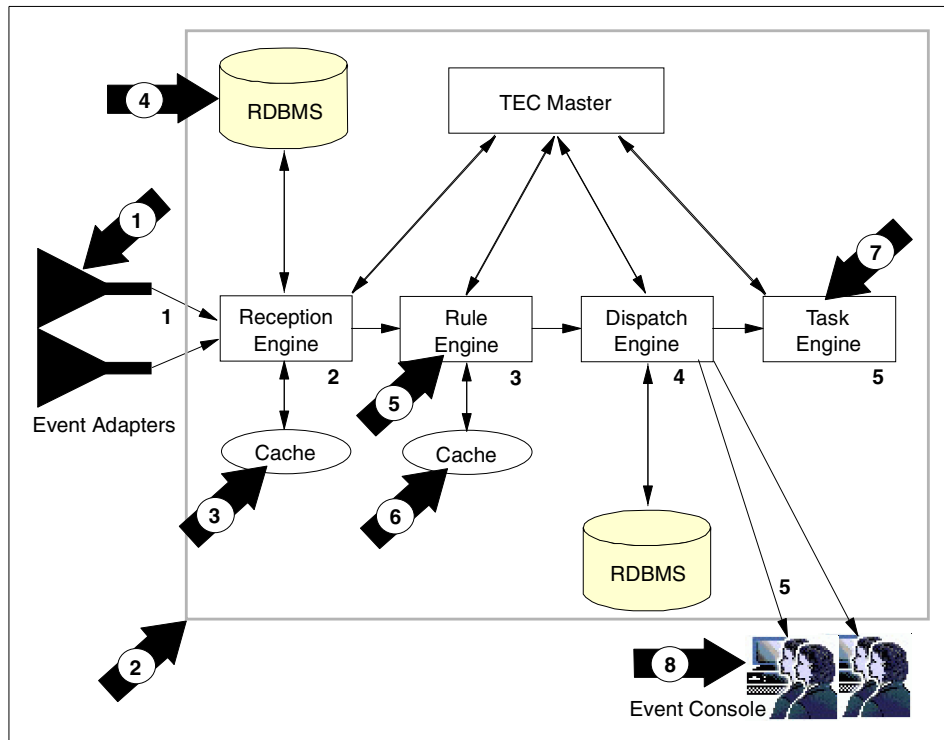 4
RDBMS
TEC Master
1
7
1
Reception
Engine
2
Rule
Engine
3
Dispatch
Engine
4
Task
Engine
5
Event Adapters
5
Cache
3
Cache
6
RDBMS
5
2
8
Event Console